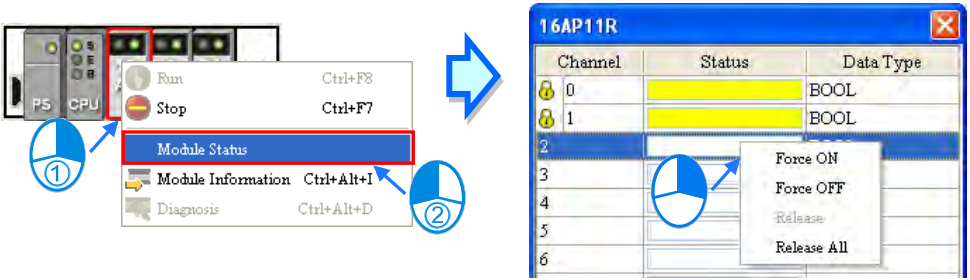 PS
CPU
S
E
B
Run Ctrl+F8
Stop Ctrl+F7
Module Status
Module Information Ctrl+Alt+I
Diagnosis Ctrl+Alt+D
1
2
16AP11R
Channel Status Data Type
0 BOOL
1 BOOL
2
3
4
5
6
Force ON
Force OFF
Release
Release All